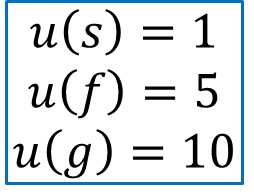 u(s) = 1
u(f) = 5
u(g) = 10